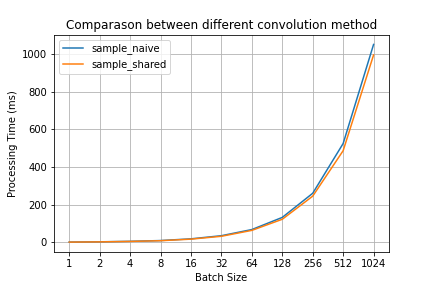 Comparason between different convolution method
sample_naive
sample_shared
Processing Time (ms)
1000
800
600
400
200
0
1 2 4 8 16 32 64 128 256 512 1024
Batch Size